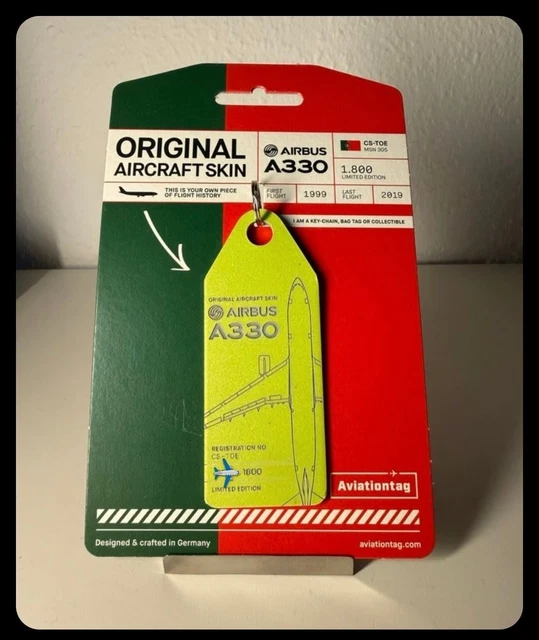 ORIGINAL
AIRCRAFT SKIN
THIS IS YOUR OWN PIECE
OF FLIGHT HISTORY
AIRBUS
A330
CS-TOE
MSN 305
1.800
LIMITED EDITION
FIRST
FLIGHT
1999
LAST
FLIGHT
2019
I AM A KEY-CHAIN, BAG TAG OR COLLECTIBLE
ORIGINAL AIRCRAFT SKIN
AIRBUS
A330
REGISTRATION NO
CS-TOE
1800
LIMITED EDITION
Aviationtag
Designed & crafted in Germany
aviationtag.com